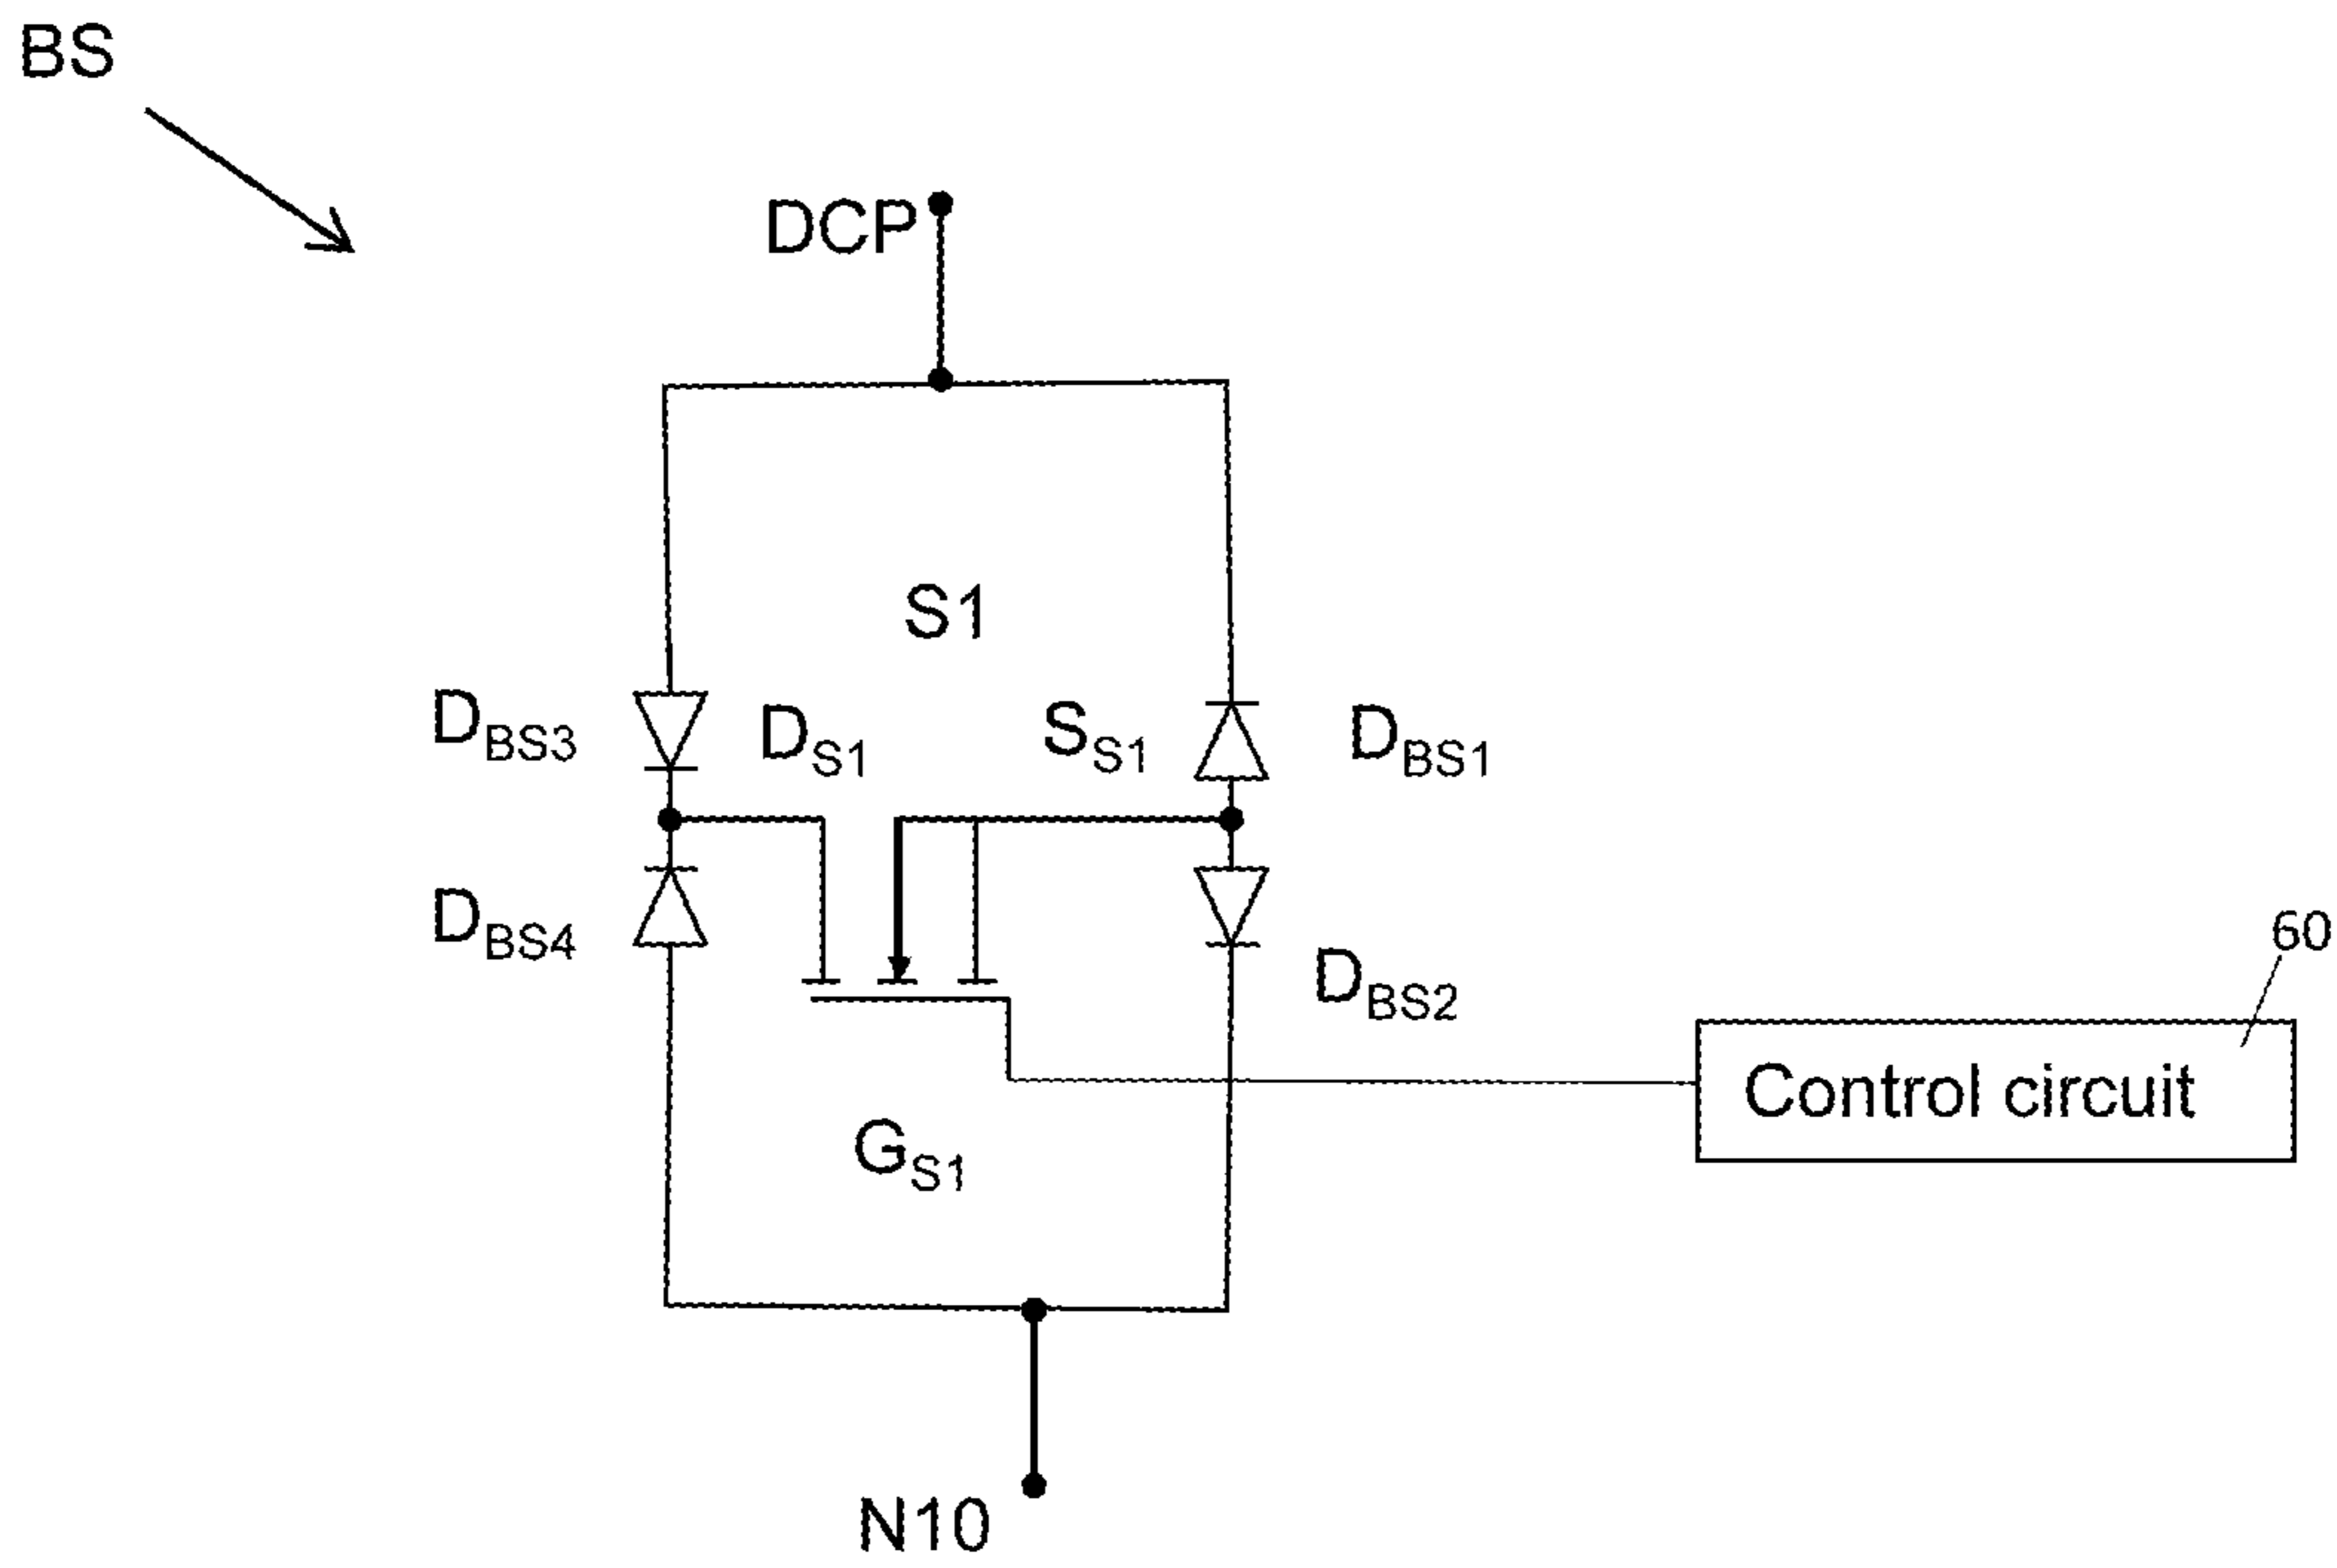 BS
DCP
S1
DBS3
DS1
SS1
DBS1
DBS4
60
DBS2
Control circuit
GS1
N10